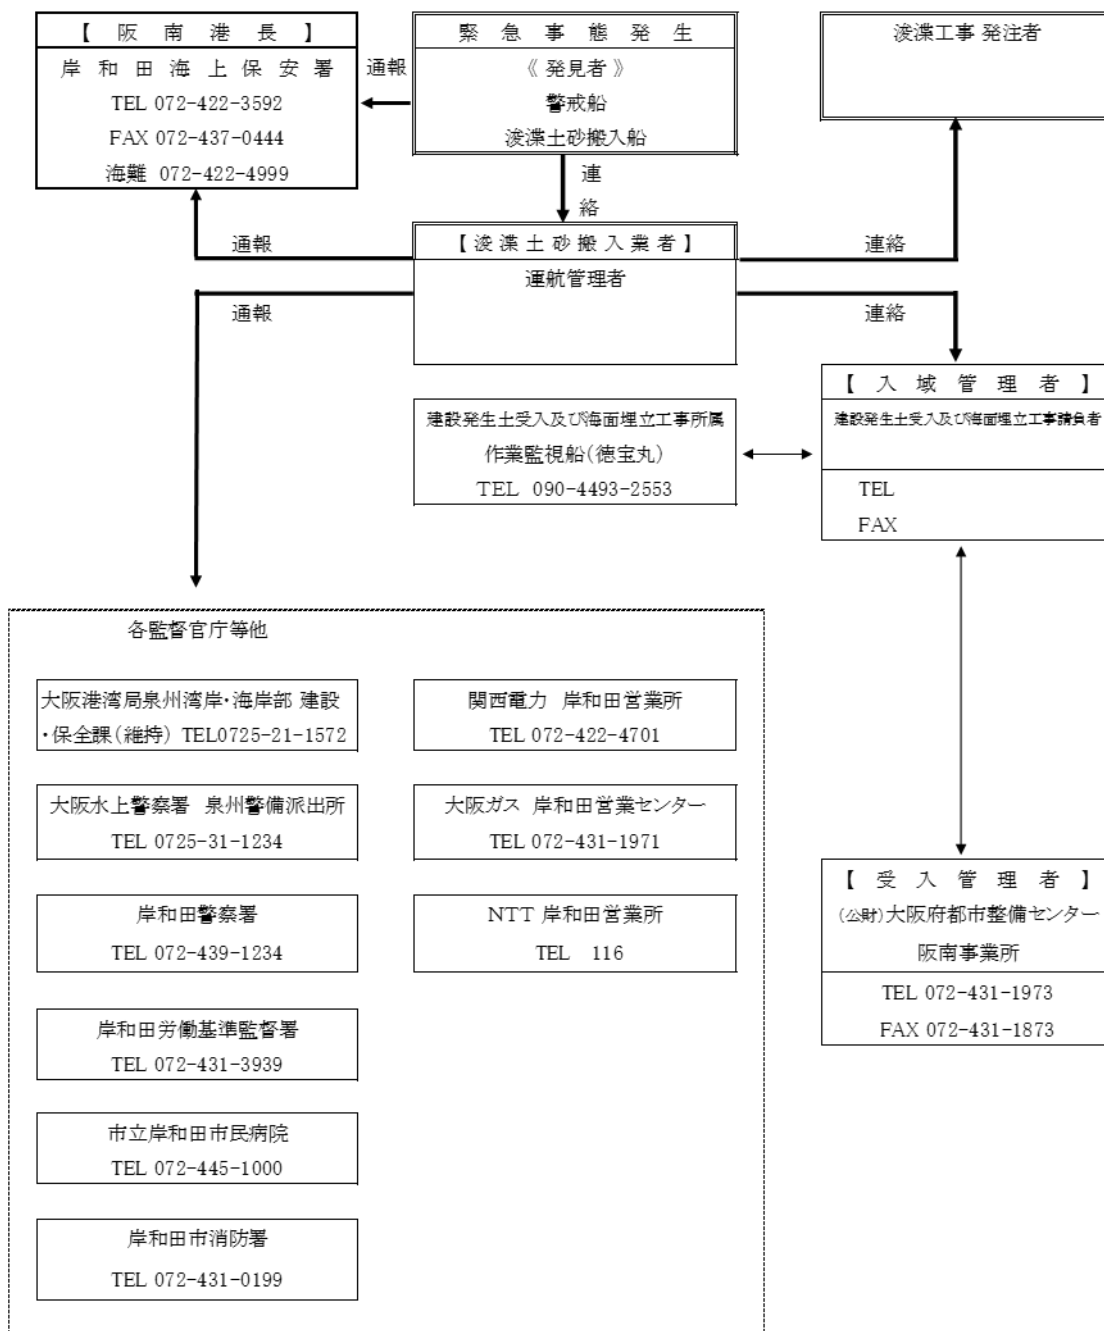 【 阪 南 港 長 】
岸 和 田 海 上 保 安 署
TEL 072-422-3592
FAX 072-437-0444
海難 072-422-4999
通報
緊 急 事 態 発 生
《 発見者 》
警戒船
浚渫土砂搬入船
浚渫工事 発注者
連
絡
通報
【 浚 渫 土 砂 搬 入 業 者 】
運航管理者
連絡
通報
連絡
【 入 域 管 理 者 】
建設発生土受入及び海面埋立工事請負者
TEL
FAX
建設発生土受入及び海面埋立工事所属
作業監視船(徳宝丸)
TEL 090-4493-2553
各監督官庁等他
大阪港湾局泉州湾岸・海岸部 建設
・保全課(維持) TEL0725-21-1572
関西電力 岸和田営業所
TEL 072-422-4701
大阪水上警察署 泉州警備派出所
TEL 0725-31-1234
大阪ガス 岸和田営業センター
TEL 072-431-1971
岸和田警察署
TEL 072-439-1234
NTT 岸和田営業所
TEL 116
【 受 入 管 理 者 】
(公財)大阪府都市整備センター
阪南事業所
TEL 072-431-1973
FAX 072-431-1873
岸和田労働基準監督署
TEL 072-431-3939
市立岸和田市民病院
TEL 072-445-1000
岸和田市消防署
TEL 072-431-0199